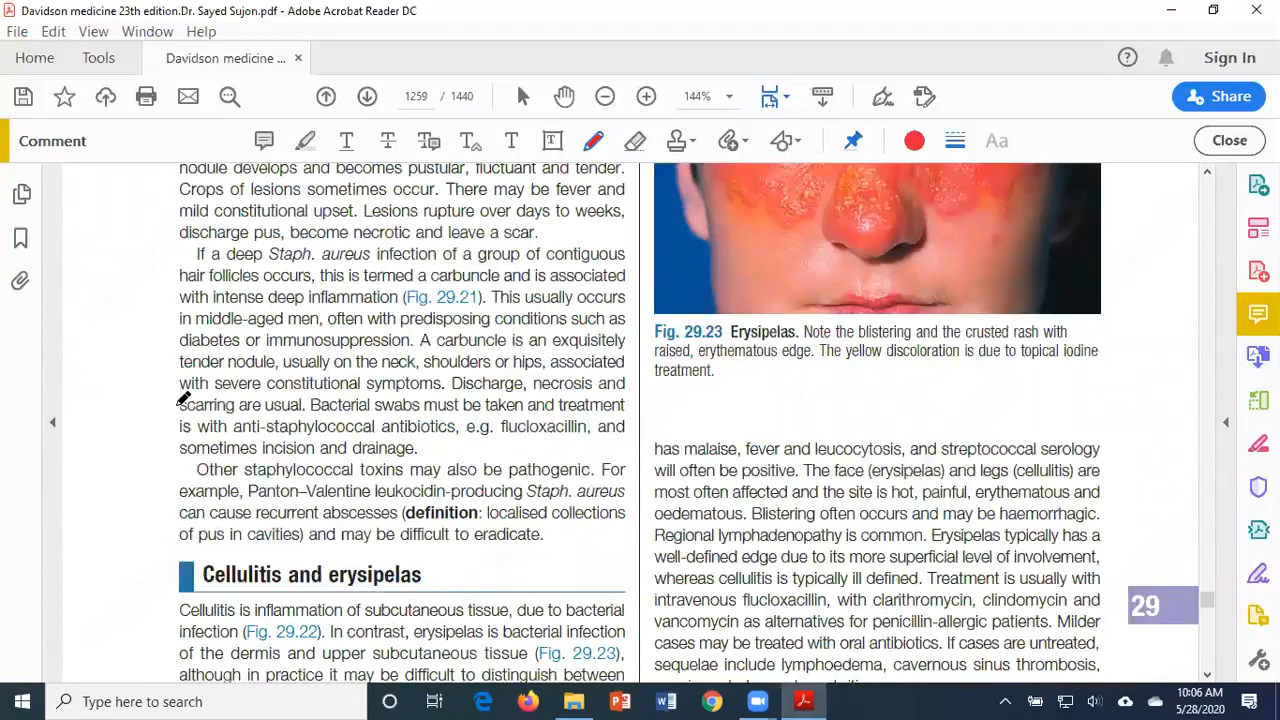 Davidson medicine 23th edition.Dr. Sayed Sujon.pdf - Adobe Acrobat Reader DC
File Edit View Window Help
Home Tools Davidson medicine ... × Sign In
1259 / 1440 144% Share
Comment Aa Close
nodule develops and becomes pustular, fluctuant and tender.
Crops of lesions sometimes occur. There may be fever and
mild constitutional upset. Lesions rupture over days to weeks,
discharge pus, become necrotic and leave a scar.
If a deep Staph. aureus infection of a group of contiguous
hair follicles occurs, this is termed a carbuncle and is associated
with intense deep inflammation (Fig. 29.21). This usually occurs
in middle-aged men, often with predisposing conditions such as
diabetes or immunosuppression. A carbuncle is an exquisitely
tender nodule, usually on the neck, shoulders or hips, associated
with severe constitutional symptoms. Discharge, necrosis and
scarring are usual. Bacterial swabs must be taken and treatment
is with anti-staphylococcal antibiotics, e.g. flucloxacillin, and
sometimes incision and drainage.
Other staphylococcal toxins may also be pathogenic. For
example, Panton–Valentine leukocidin-producing Staph. aureus
can cause recurrent abscesses (definition: localised collections
of pus in cavities) and may be difficult to eradicate.
Cellulitis and erysipelas
Cellulitis is inflammation of subcutaneous tissue, due to bacterial
infection (Fig. 29.22). In contrast, erysipelas is bacterial infection
of the dermis and upper subcutaneous tissue (Fig. 29.23),
although in practice it may be difficult to distinguish between
Fig. 29.23 Erysipelas. Note the blistering and the crusted rash with
raised, erythematous edge. The yellow discoloration is due to topical iodine
treatment.
has malaise, fever and leucocytosis, and streptococcal serology
will often be positive. The face (erysipelas) and legs (cellulitis) are
most often affected and the site is hot, painful, erythematous and
oedematous. Blistering often occurs and may be haemorrhagic.
Regional lymphadenopathy is common. Erysipelas typically has a
well-defined edge due to its more superficial level of involvement,
whereas cellulitis is typically ill defined. Treatment is usually with
intravenous flucloxacillin, with clarithromycin, clindomycin and
vancomycin as alternatives for penicillin-allergic patients. Milder
cases may be treated with oral antibiotics. If cases are untreated,
sequelae include lymphoedema, cavernous sinus thrombosis,
29
Type here to search
10:06 AM
5/28/2020